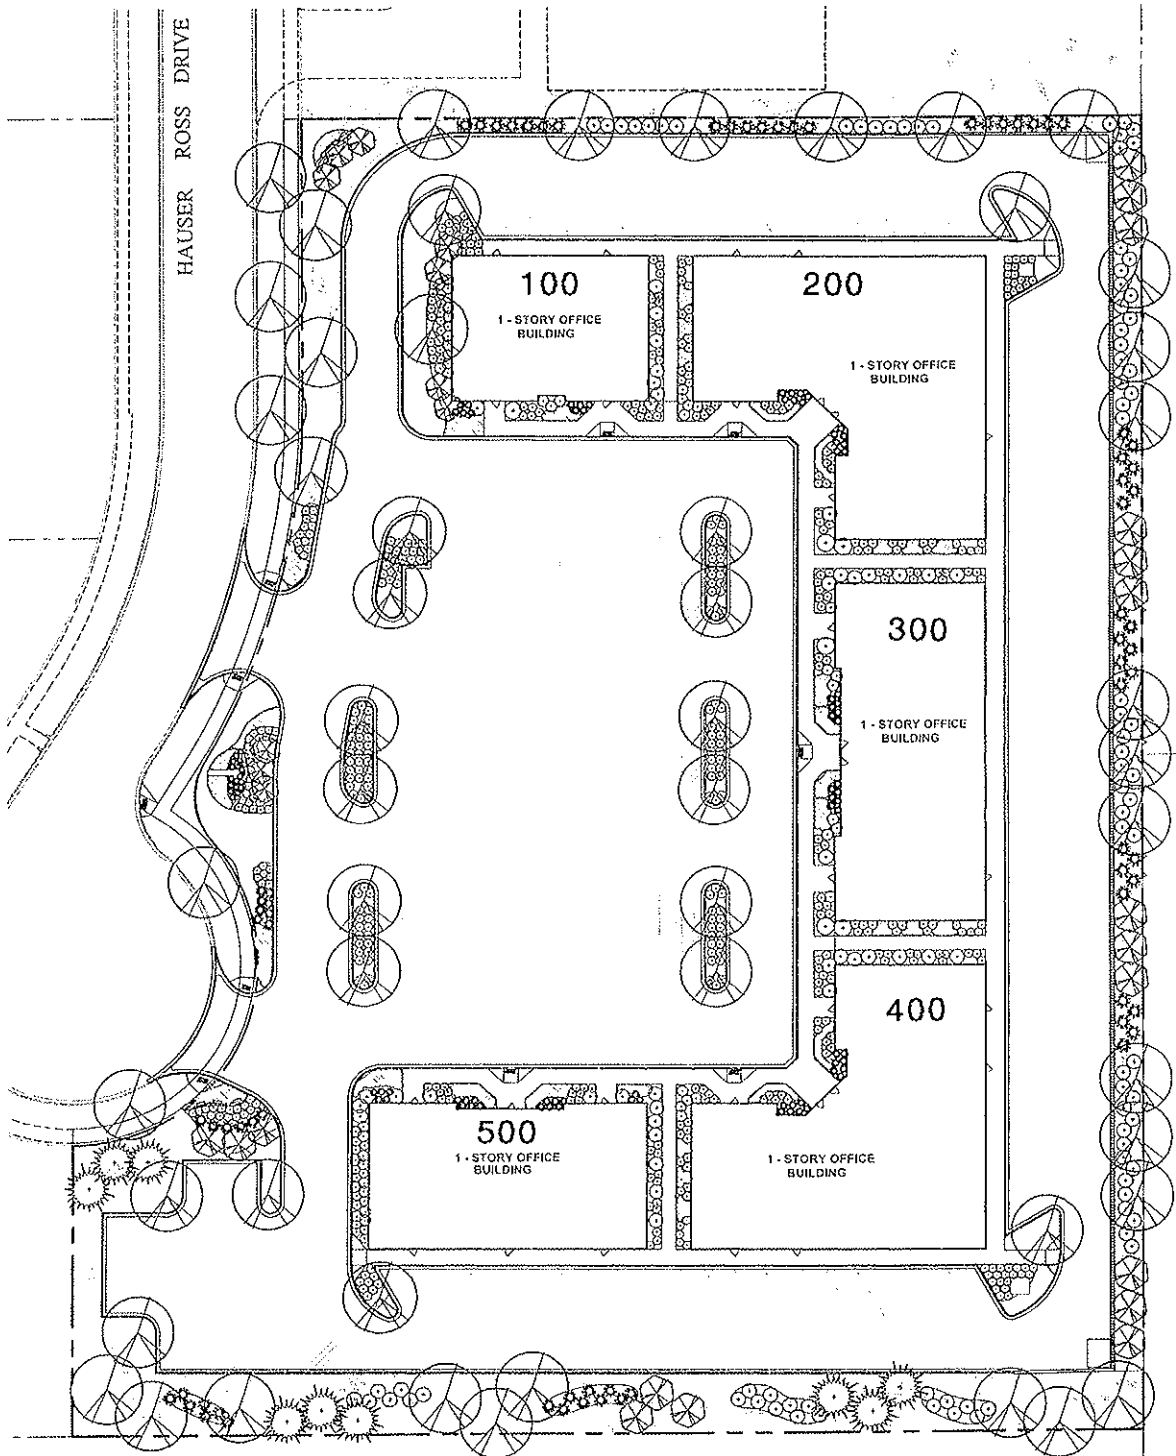 HAUSER ROSS DRIVE
100
1 - STORY OFFICE
BUILDING
200
1 - STORY OFFICE
BUILDING
300
1 - STORY OFFICE
BUILDING
400
1 - STORY OFFICE
BUILDING
500
1 - STORY OFFICE
BUILDING